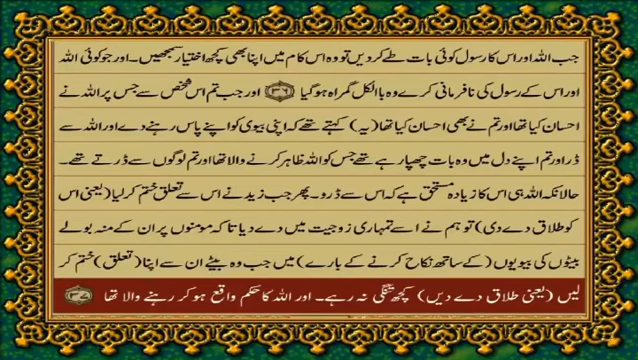 جب اللہ اور اس کا رسول کوئی بات طے کر دیں تو وہ اس کام میں اپنا بھی کچھ اختیار سمجھیں۔ اور جو کوئی اللہ
اور اس کے رسول کی نافرمانی کرے وہ بالکل گمراہ ہو گیا ﴿۳۶﴾ اور جب تم اس شخص سے جس پر اللہ نے
احسان کیا تھا اور تم نے بھی احسان کیا تھا (یہ) کہتے تھے کہ اپنی بیوی کو اپنے پاس رہنے دے اور اللہ سے
ڈر اور تم اپنے دل میں وہ بات چھپا رہے تھے جس کو اللہ ظاہر کرنے والا تھا اور تم لوگوں سے ڈرتے تھے۔
حالانکہ اللہ ہی اس کا زیادہ مستحق ہے کہ اس سے ڈرو۔ پھر جب زید نے اس سے تعلق ختم کر لیا (یعنی اس
کو طلاق دے دی) تو ہم نے اسے تمہاری زوجیت میں دے دیا تاکہ مومنوں پر ان کے منہ بولے
بیٹوں کی بیویوں (کے ساتھ نکاح کرنے کے بارے) میں جب وہ بیٹے ان سے اپنا (تعلق) ختم کر
لیں (یعنی طلاق دے دیں) کچھ تنگی نہ رہے۔ اور اللہ کا حکم واقع ہو کر رہنے والا تھا ﴿۳۷﴾